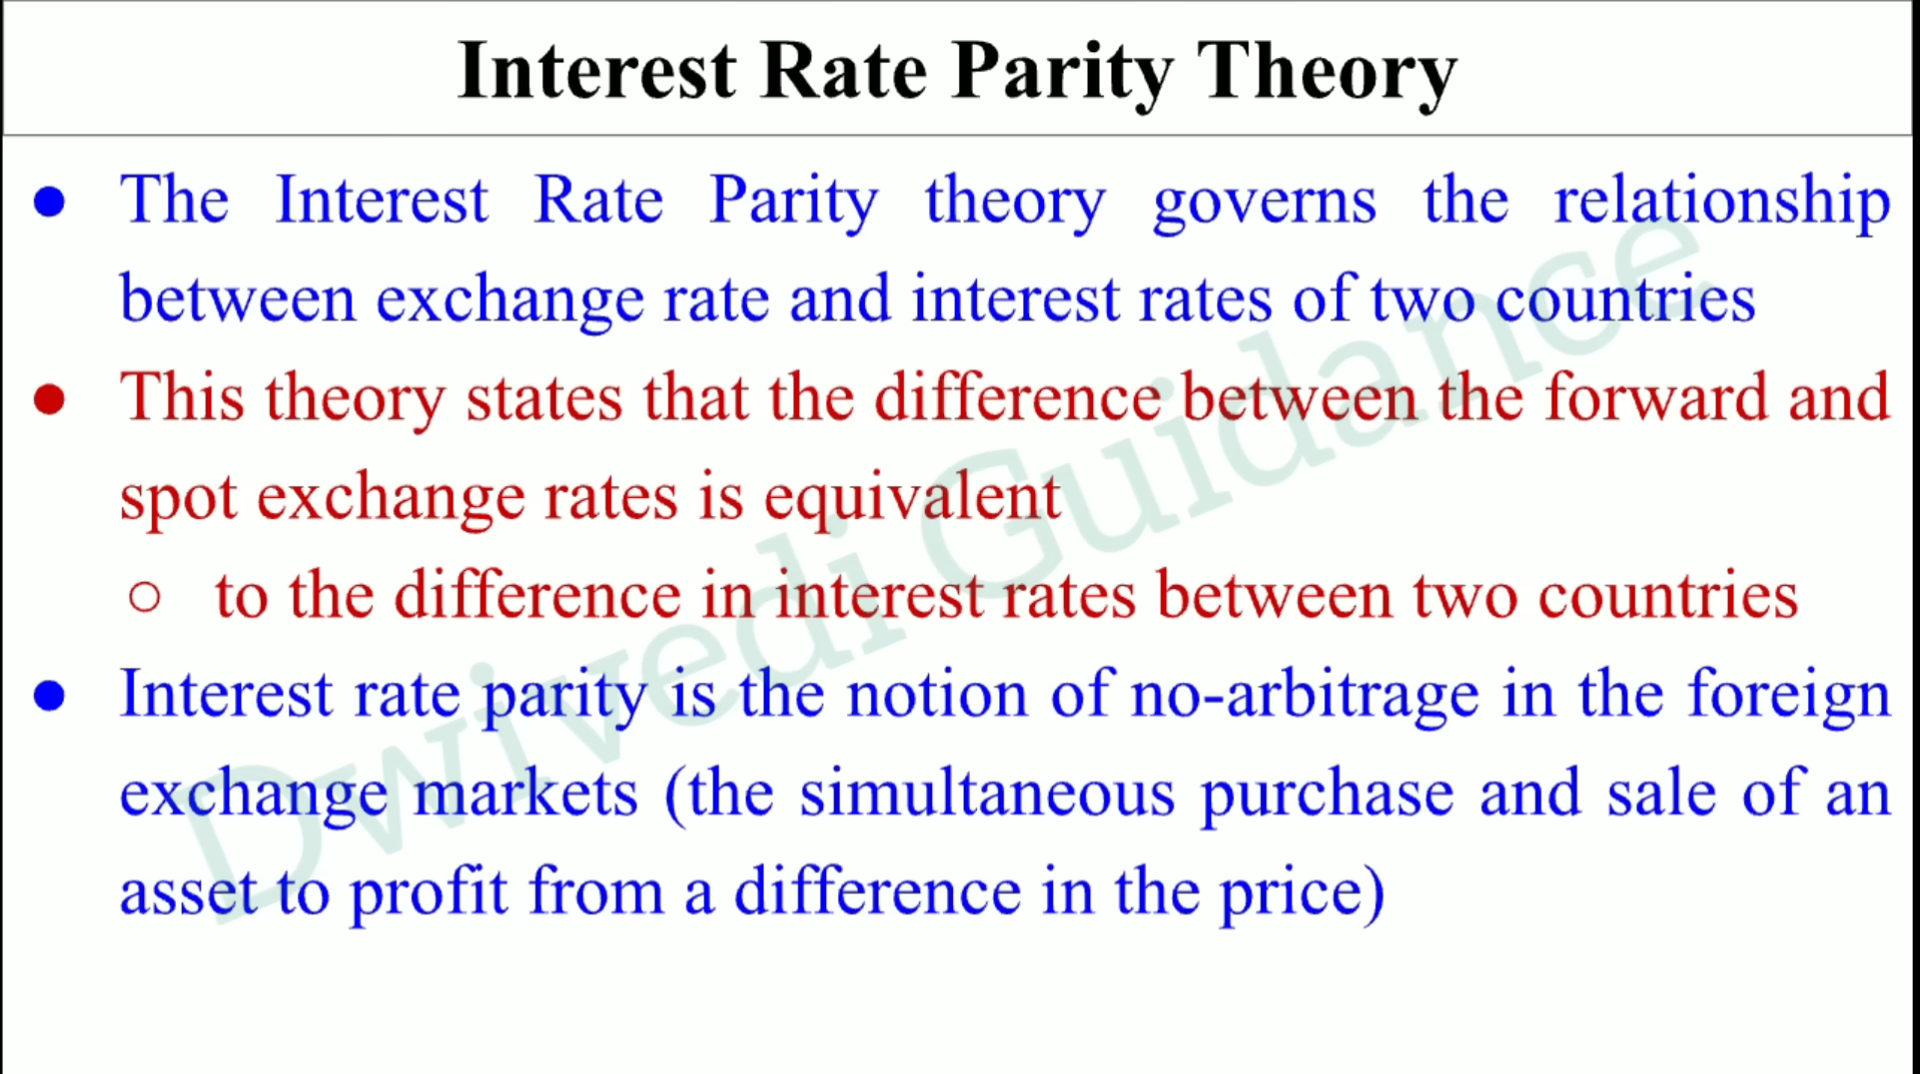 Interest Rate Parity Theory
● The Interest Rate Parity theory governs the relationship
between exchange rate and interest rates of two countries
● This theory states that the difference between the forward and
spot exchange rates is equivalent
○ to the difference in interest rates between two countries
● Interest rate parity is the notion of no-arbitrage in the foreign
exchange markets (the simultaneous purchase and sale of an
asset to profit from a difference in the price)
Dwivedi Guidance